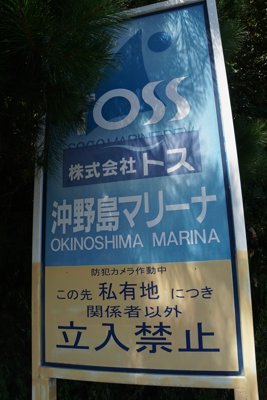 TOSS
株式会社トス
沖野島マリーナ
OKINOSHIMA MARINA
防犯カメラ作動中
この先 私有地 につき
関係者以外
立入禁止